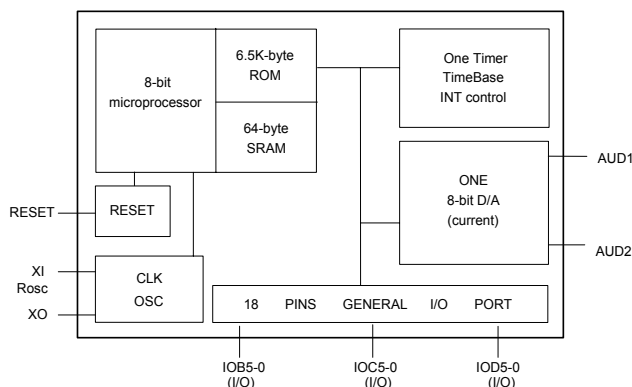 8-bit
microprocessor
6.5K-byte
ROM
64-byte
SRAM
One Timer
TimeBase
INT control
ONE
8-bit D/A
(current)
AUD1
AUD2
RESET
RESET
XI
Rosc
XO
CLK
OSC
18 PINS GENERAL I/O PORT
IOB5-0
(I/O)
IOC5-0
(I/O)
IOD5-0
(I/O)